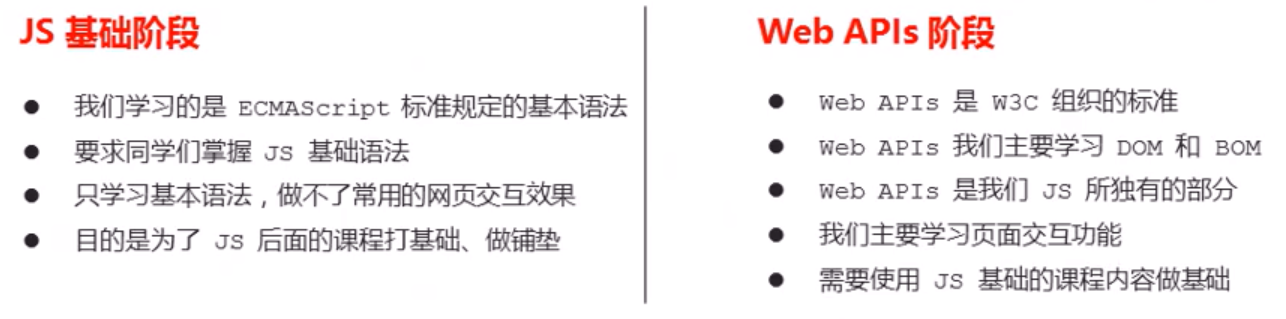 JS 基础阶段
● 我们学习的是 ECMAScript 标准规定的基本语法
● 要求同学们掌握 JS 基础语法
● 只学习基本语法，做不了常用的网页交互效果
● 目的是为了 JS 后面的课程打基础、做铺垫
Web APIs 阶段
● Web APIs 是 W3C 组织的标准
● Web APIs 我们主要学习 DOM 和 BOM
● Web APIs 是我们 JS 所独有的部分
● 我们主要学习页面交互功能
● 需要使用 JS 基础的课程内容做基础